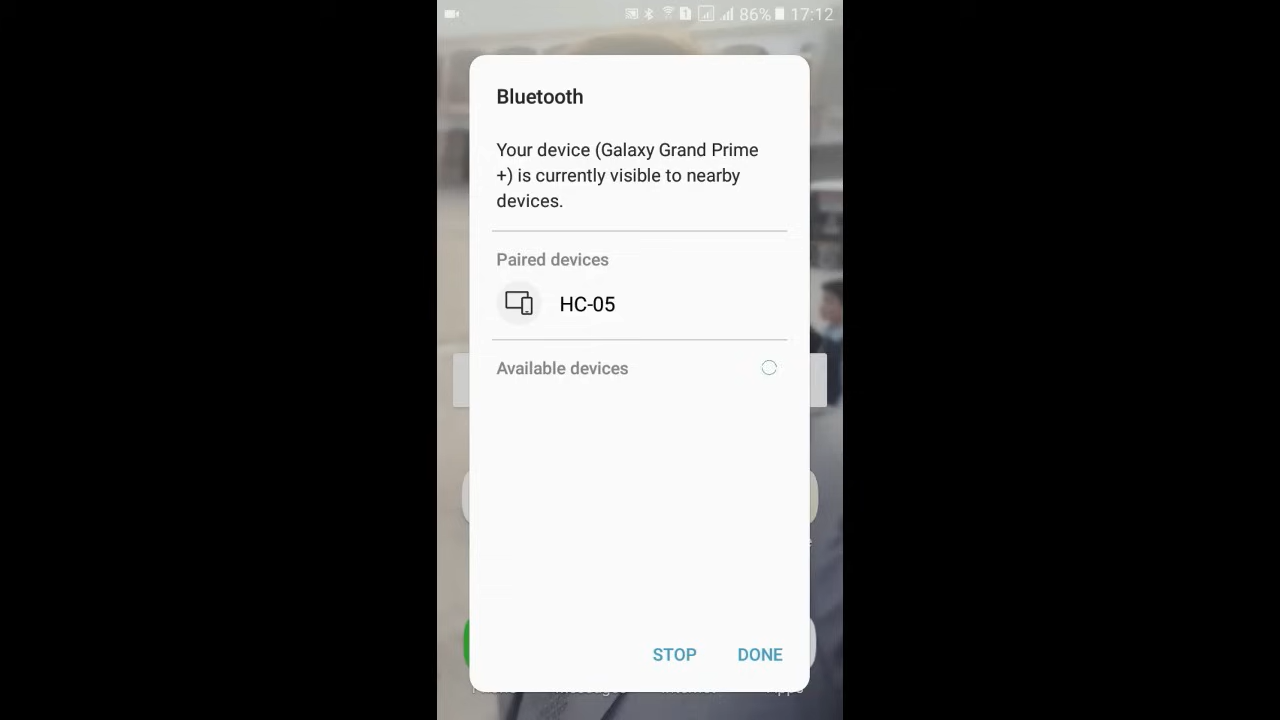 86% 17:12
Bluetooth
Your device (Galaxy Grand Prime
+) is currently visible to nearby
devices.
Paired devices
HC-05
Available devices
STOP DONE